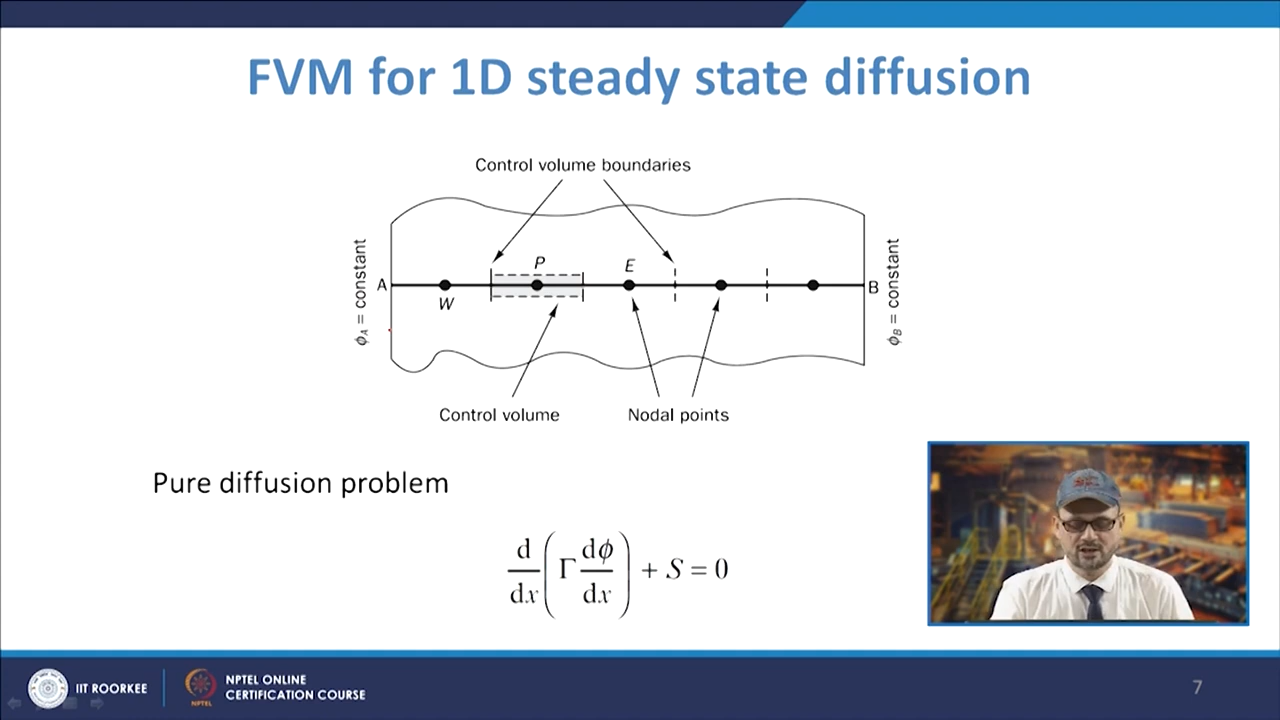 FVM for 1D steady state diffusion
Control volume boundaries
ϕA = constant
A
W
P
E
B
ϕB = constant
Control volume
Nodal points
Pure diffusion problem
d/dx (Γ dϕ/dx) + S = 0
IIT ROORKEE
NPTEL
NPTEL ONLINE
CERTIFICATION COURSE
7